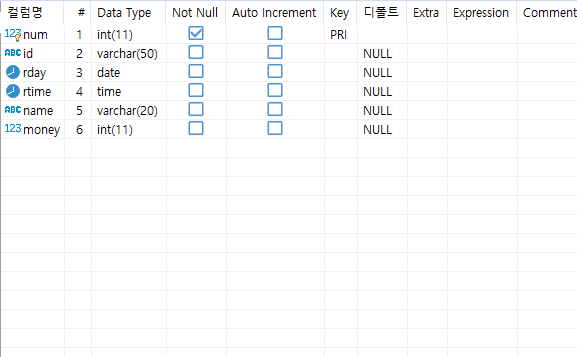 컬럼명 # Data Type Not Null Auto Increment Key 디폴트 Extra Expression Comment
123 num 1 int(11) PRI
ABC id 2 varchar(50) NULL
rday 3 date NULL
rtime 4 time NULL
ABC name 5 varchar(20) NULL
123 money 6 int(11) NULL